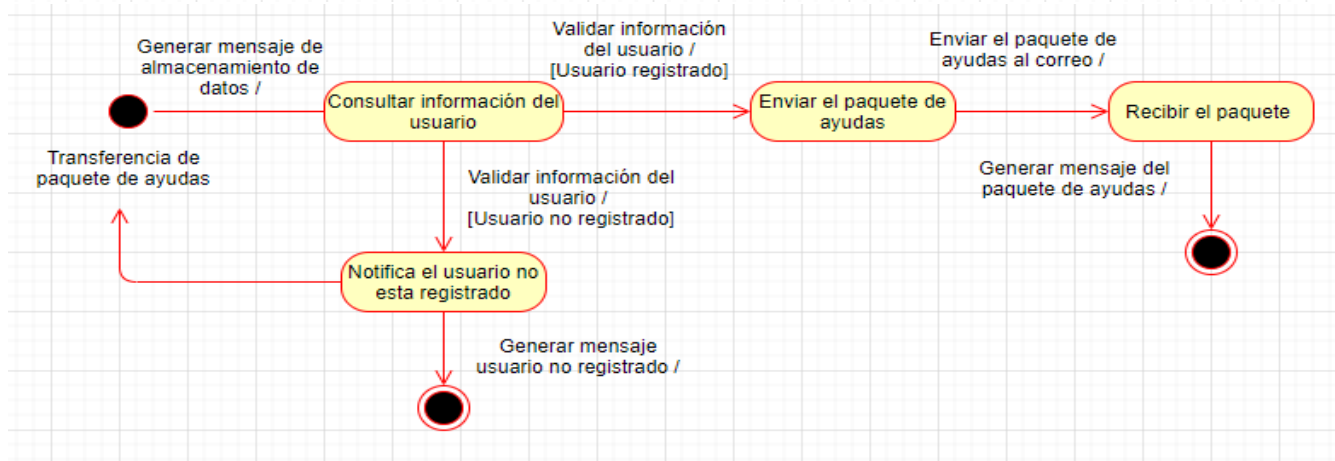 Generar mensaje de
almacenamiento de
datos /
Validar información
del usuario /
[Usuario registrado]
Enviar el paquete de
ayudas al correo /
Consultar información del
usuario
Enviar el paquete de
ayudas
Recibir el paquete
Transferencia de
paquete de ayudas
Validar información del
usuario /
[Usuario no registrado]
Generar mensaje del
paquete de ayudas /
Notifica el usuario no
esta registrado
Generar mensaje
usuario no registrado /